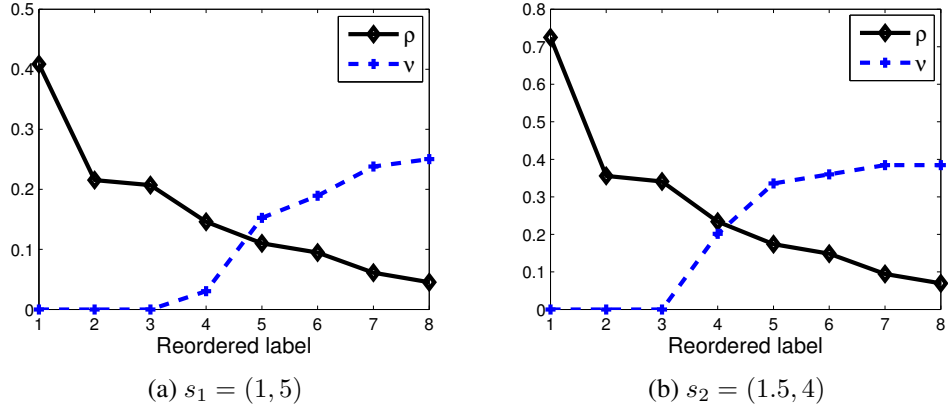 0.5
0.4
0.3
0.2
0.1
0
1 2 3 4 5 6 7 8
Reordered label
ρ
ν
(a) s₁ = (1, 5)
0.8
0.7
0.6
0.5
0.4
0.3
0.2
0.1
0
1 2 3 4 5 6 7 8
Reordered label
ρ
ν
(b) s₂ = (1.5, 4)